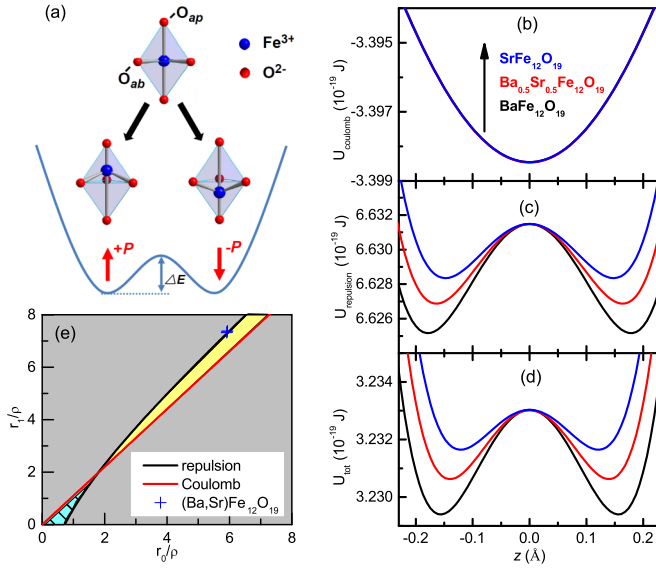 (a)
O_ap
Fe³⁺
O²⁻
O_ab
+P
-P
△E
(b)
-3.395
-3.397
-3.399
U_coulomb (10⁻¹⁹ J)
SrFe₁₂O₁₉
Ba₀.₅Sr₀.₅Fe₁₂O₁₉
BaFe₁₂O₁₉
(c)
6.632
6.630
6.628
6.626
U_repulsion (10⁻¹⁹ J)
(d)
3.234
3.233
3.232
3.230
U_tot (10⁻¹⁹ J)
-0.2 -0.1 0.0 0.1 0.2
z (Å)
(e)
8
6
4
2
0
r₁/ρ
repulsion
Coulomb
(Ba,Sr)Fe₁₂O₁₉
0 2 4 6 8
r₀/ρ